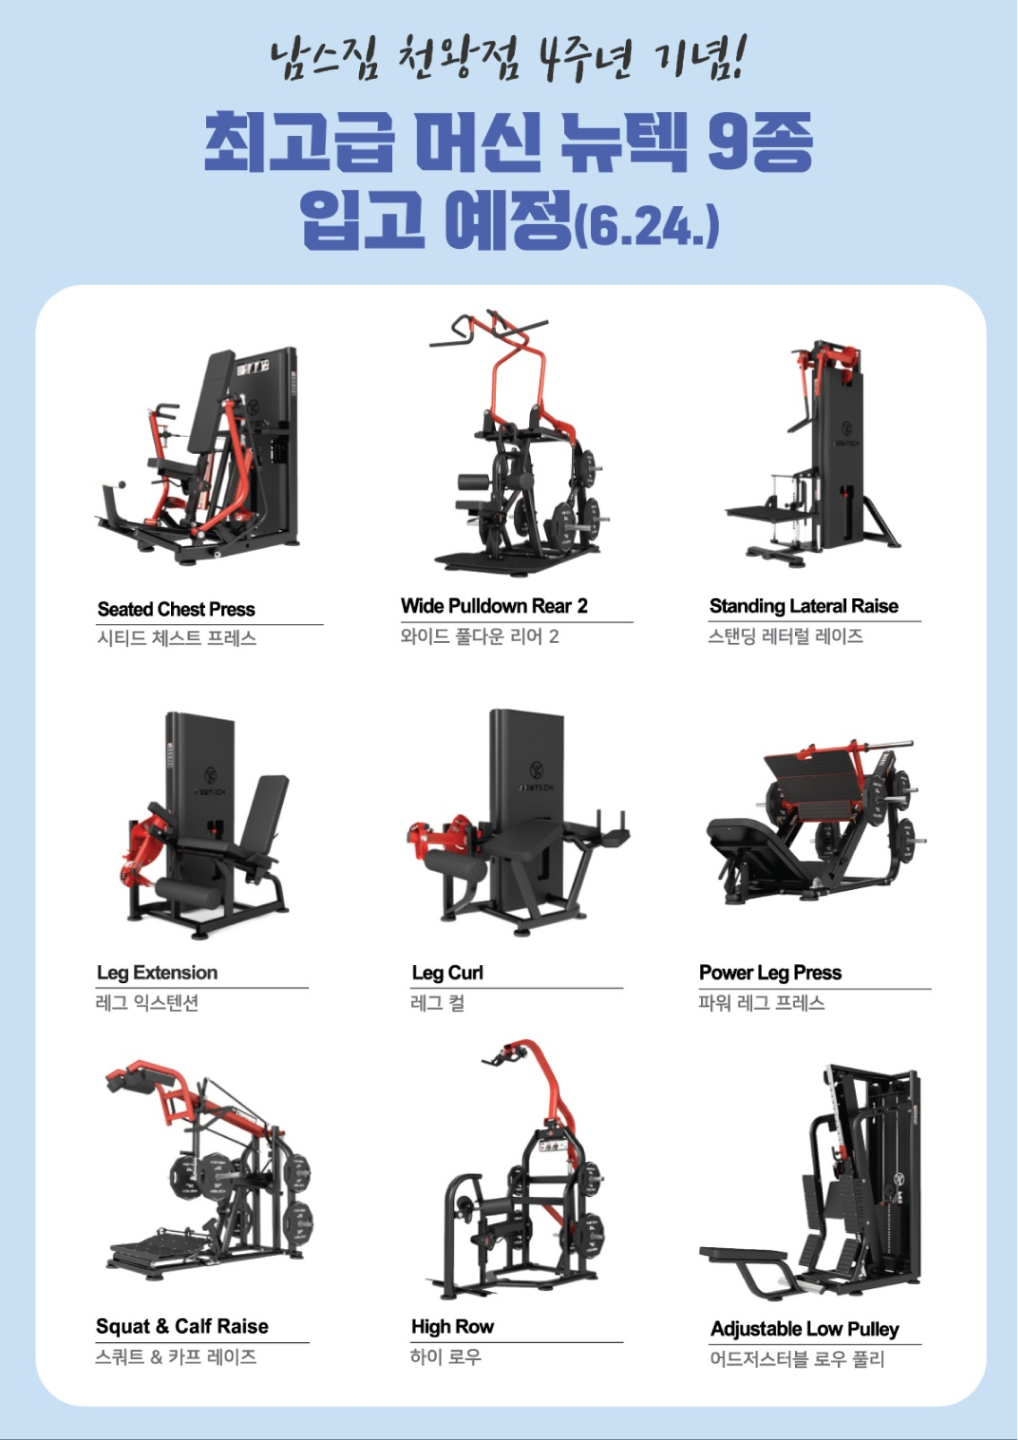 남스짐 천왕점 4주년 기념!
최고급 머신 뉴텍 9종
입고 예정(6.24.)
Seated Chest Press
시티드 체스트 프레스
Wide Pulldown Rear 2
와이드 풀다운 리어 2
Standing Lateral Raise
스탠딩 레터럴 레이즈
Leg Extension
레그 익스텐션
Leg Curl
레그 컬
Power Leg Press
파워 레그 프레스
Squat & Calf Raise
스쿼트 & 카프 레이즈
High Row
하이 로우
Adjustable Low Pulley
어드저스터블 로우 풀리